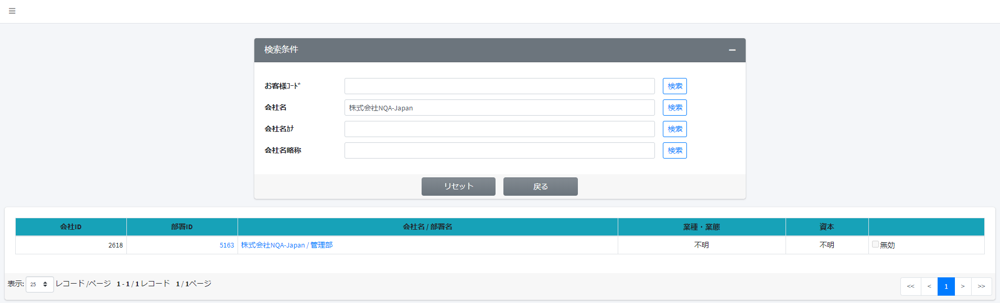 検索条件
お客様ｺｰﾄﾞ 検索
会社名 株式会社NQA-Japan 検索
会社名ｶﾅ 検索
会社名略称 検索
リセット 戻る
会社ID 部署ID 会社名 / 部署名 業種・業態 資本
2618 5163 株式会社NQA-Japan / 管理部 不明 不明 無効
表示: 25 レコード /ページ 1 - 1 / 1 レコード 1 / 1ページ << < 1 > >>